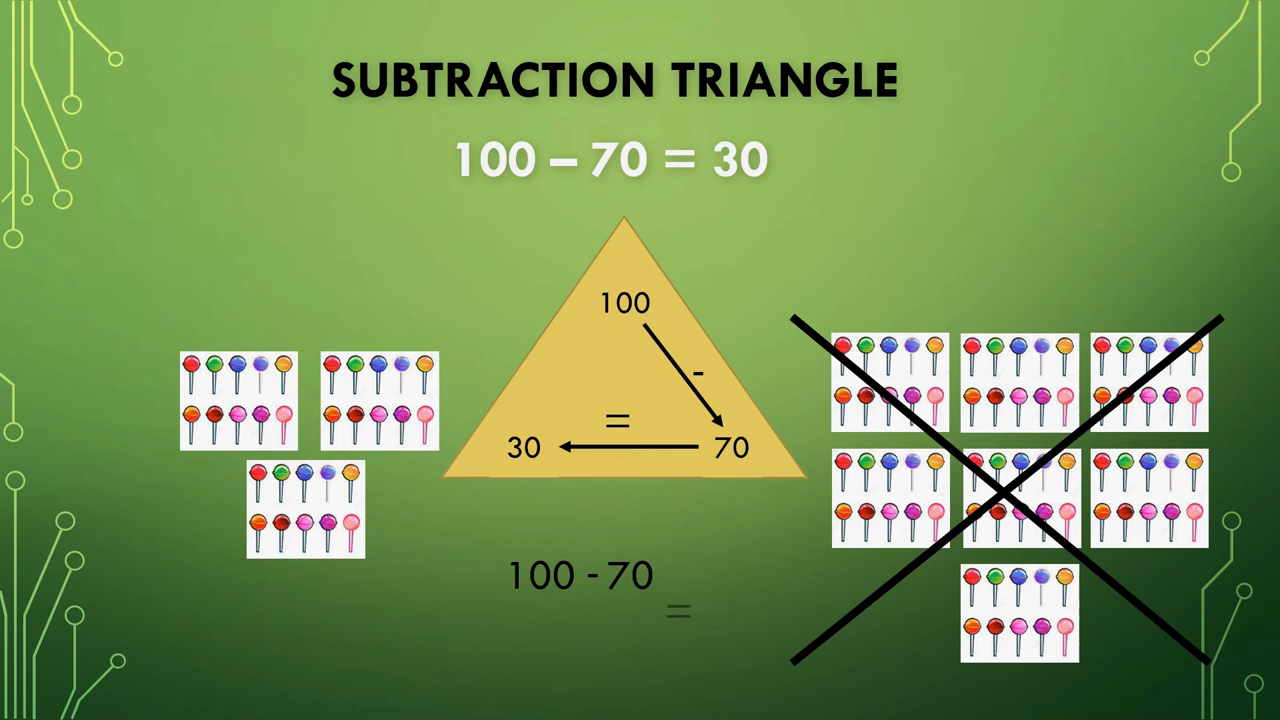 SUBTRACTION TRIANGLE
100 – 70 = 30
100
-
=
30
70
100 - 70
=